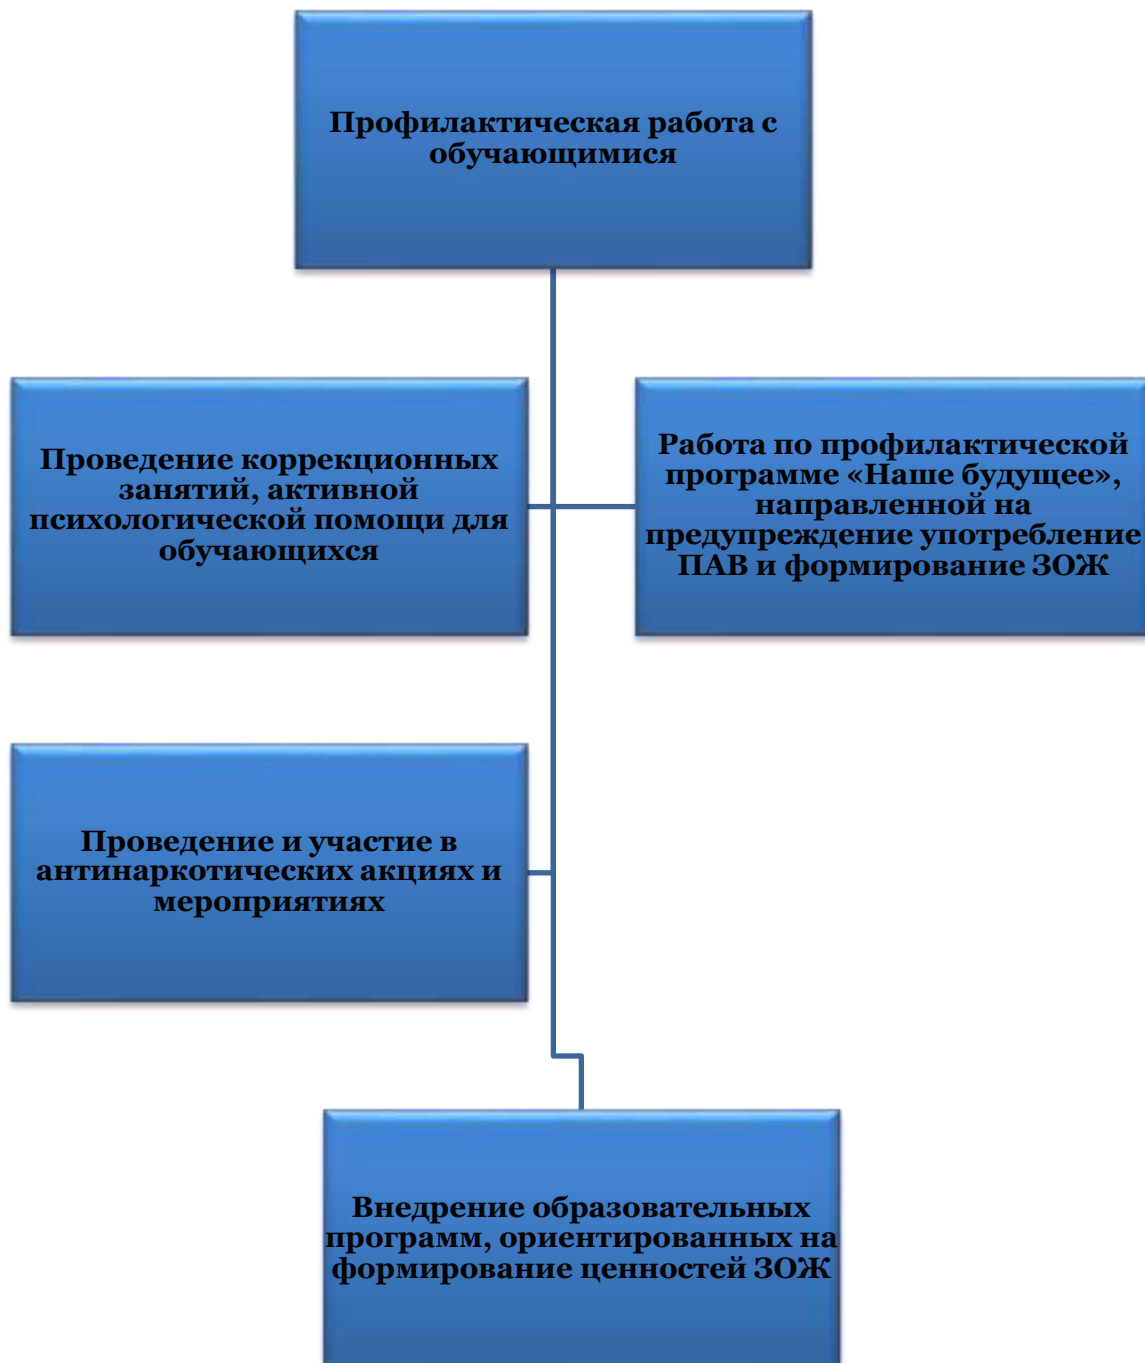 Профилактическая работа с
обучающимися
Проведение коррекционных
занятий, активной
психологической помощи для
обучающихся
Работа по профилактической
программе «Наше будущее»,
направленной на
предупреждение употребление
ПАВ и формирование ЗОЖ
Проведение и участие в
антинаркотических акциях и
мероприятиях
Внедрение образовательных
программ, ориентированных на
формирование ценностей ЗОЖ